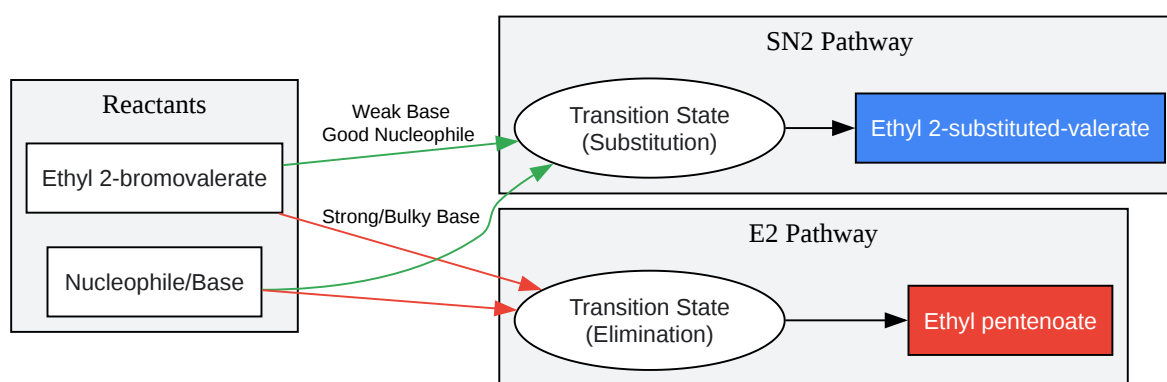 Reactants
Ethyl 2-bromovalerate
Nucleophile/Base
Weak Base
Good Nucleophile
Strong/Bulky Base
SN2 Pathway
Transition State
(Substitution)
Ethyl 2-substituted-valerate
E2 Pathway
Transition State
(Elimination)
Ethyl pentenoate